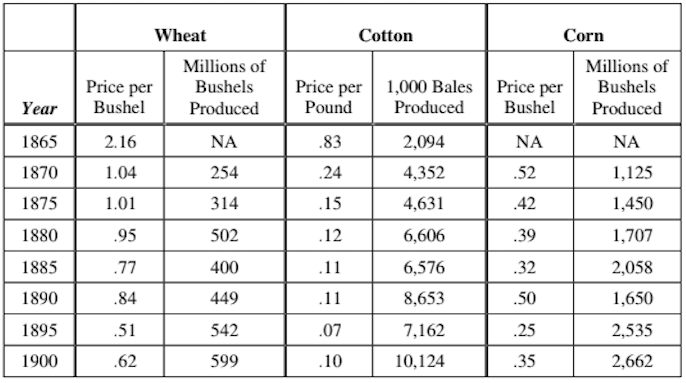 Wheat Cotton Corn
Year Price per Bushel Millions of Bushels Produced Price per Pound 1,000 Bales Produced Price per Bushel Millions of Bushels Produced
1865 2.16 NA .83 2,094 NA NA
1870 1.04 254 .24 4,352 .52 1,125
1875 1.01 314 .15 4,631 .42 1,450
1880 .95 502 .12 6,606 .39 1,707
1885 .77 400 .11 6,576 .32 2,058
1890 .84 449 .11 8,653 .50 1,650
1895 .51 542 .07 7,162 .25 2,535
1900 .62 599 .10 10,124 .35 2,662